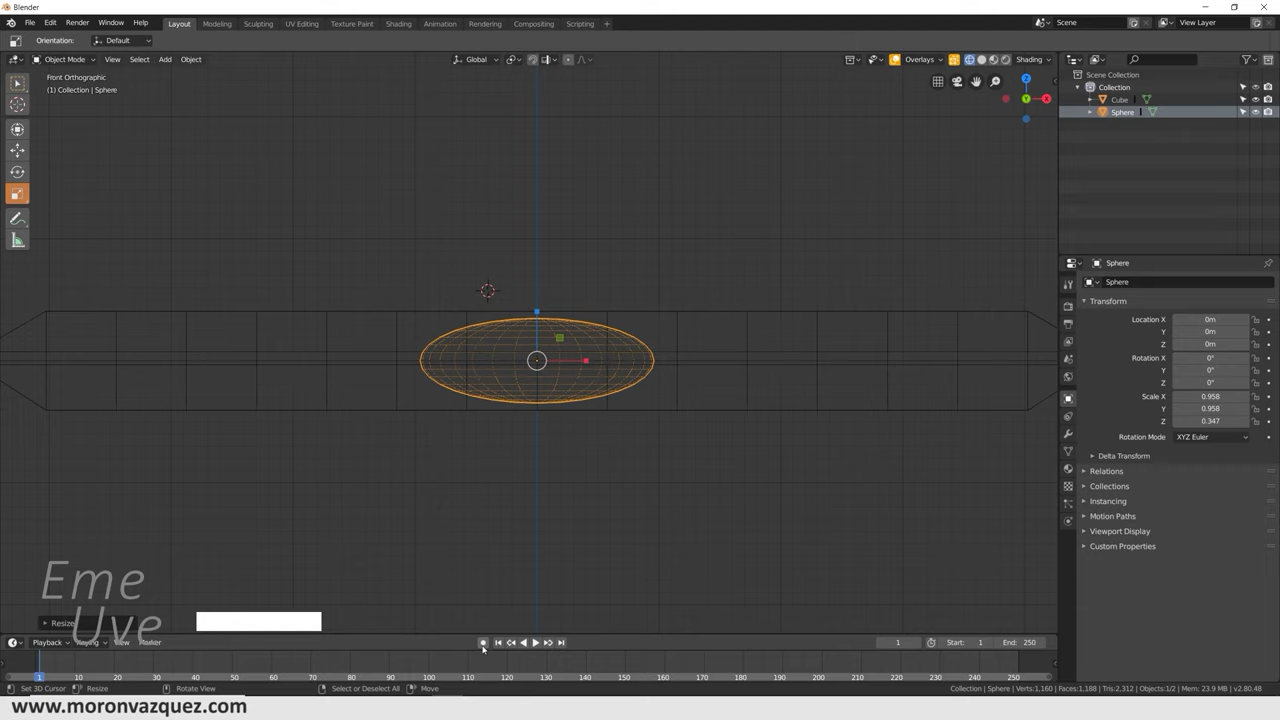 Blender
File Edit Render Window Help Layout Modeling Sculpting UV Editing Texture Paint Shading Animation Rendering Compositing Scripting + Scene View Layer
Orientation: Default
Object Mode View Select Add Object Global Overlays Shading
Front Orthographic
(1) Collection | Sphere
Z
Y
X
Scene Collection
Collection
Cube
Sphere
Sphere
Sphere
Transform
Location X 0m
Y 0m
Z 0m
Rotation X 0°
Y 0°
Z 0°
Scale X 0.958
Y 0.958
Z 0.347
Rotation Mode XYZ Euler
Delta Transform
Relations
Collections
Instancing
Motion Paths
Viewport Display
Custom Properties
Eme
Uve
Resize
Playback Keying View Marker 1 Start: 1 End: 250
1 10 20 30 40 50 60 70 80 90 100 110 120 130 140 150 160 170 180 190 200 210 220 230 240 250
Set 3D Cursor Resize Rotate View Select or Deselect All Move Collection | Sphere | Verts:1,160 | Faces:1,188 | Tris:2,312 | Objects:1/2 | Mem: 23.9 MB | v2.80.48
www.moronvazquez.com